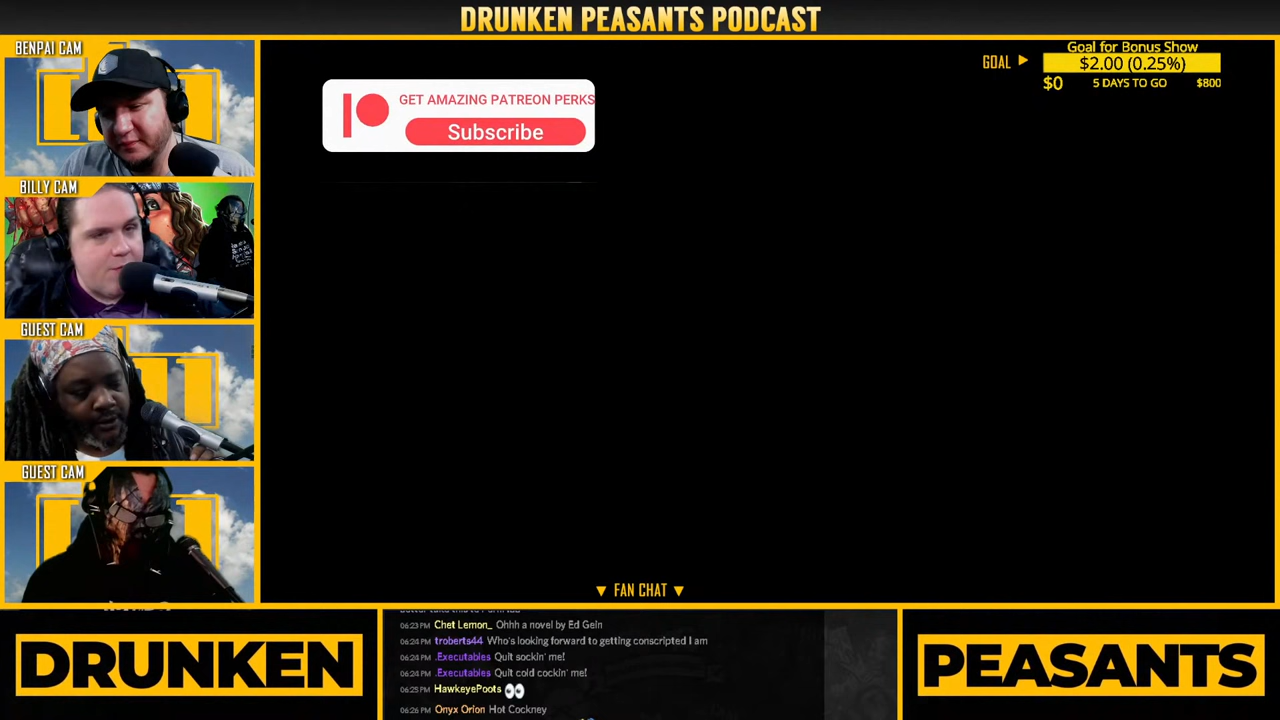 DRUNKEN PEASANTS PODCAST
BENPAI CAM
BILLY CAM
GUEST CAM
GUEST CAM
GET AMAZING PATREON PERKS
Subscribe
GOAL
Goal for Bonus Show
$2.00 (0.25%)
$0 5 DAYS TO GO $800
▼ FAN CHAT ▼
06:23 PM Chet Lemon_ Ohhh a novel by Ed Gein
06:24 PM troberts44 Who's looking forward to getting conscripted I am
06:24 PM .Executables Quit sockin' me!
06:24 PM .Executables Quit cold cockin' me!
06:25 PM HawkeyePoots 👀
06:26 PM Onyx Orion Hot Cockney
DRUNKEN
PEASANTS